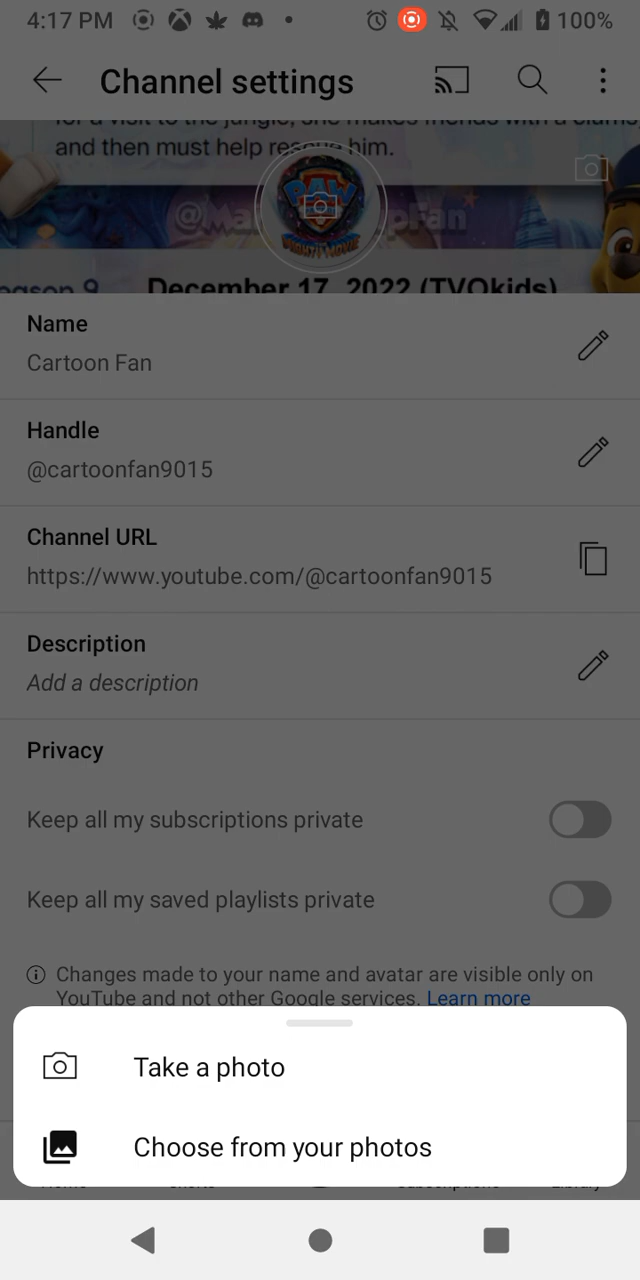 4:17 PM
100%
Channel settings
and then must help rescue him.
PAW
@Ma pFan
December 17, 2022 (TVOkids)
Name
Cartoon Fan
Handle
@cartoonfan9015
Channel URL
https://www.youtube.com/@cartoonfan9015
Description
Add a description
Privacy
Keep all my subscriptions private
Keep all my saved playlists private
Changes made to your name and avatar are visible only on
YouTube and not other Google services. Learn more
Take a photo
Choose from your photos